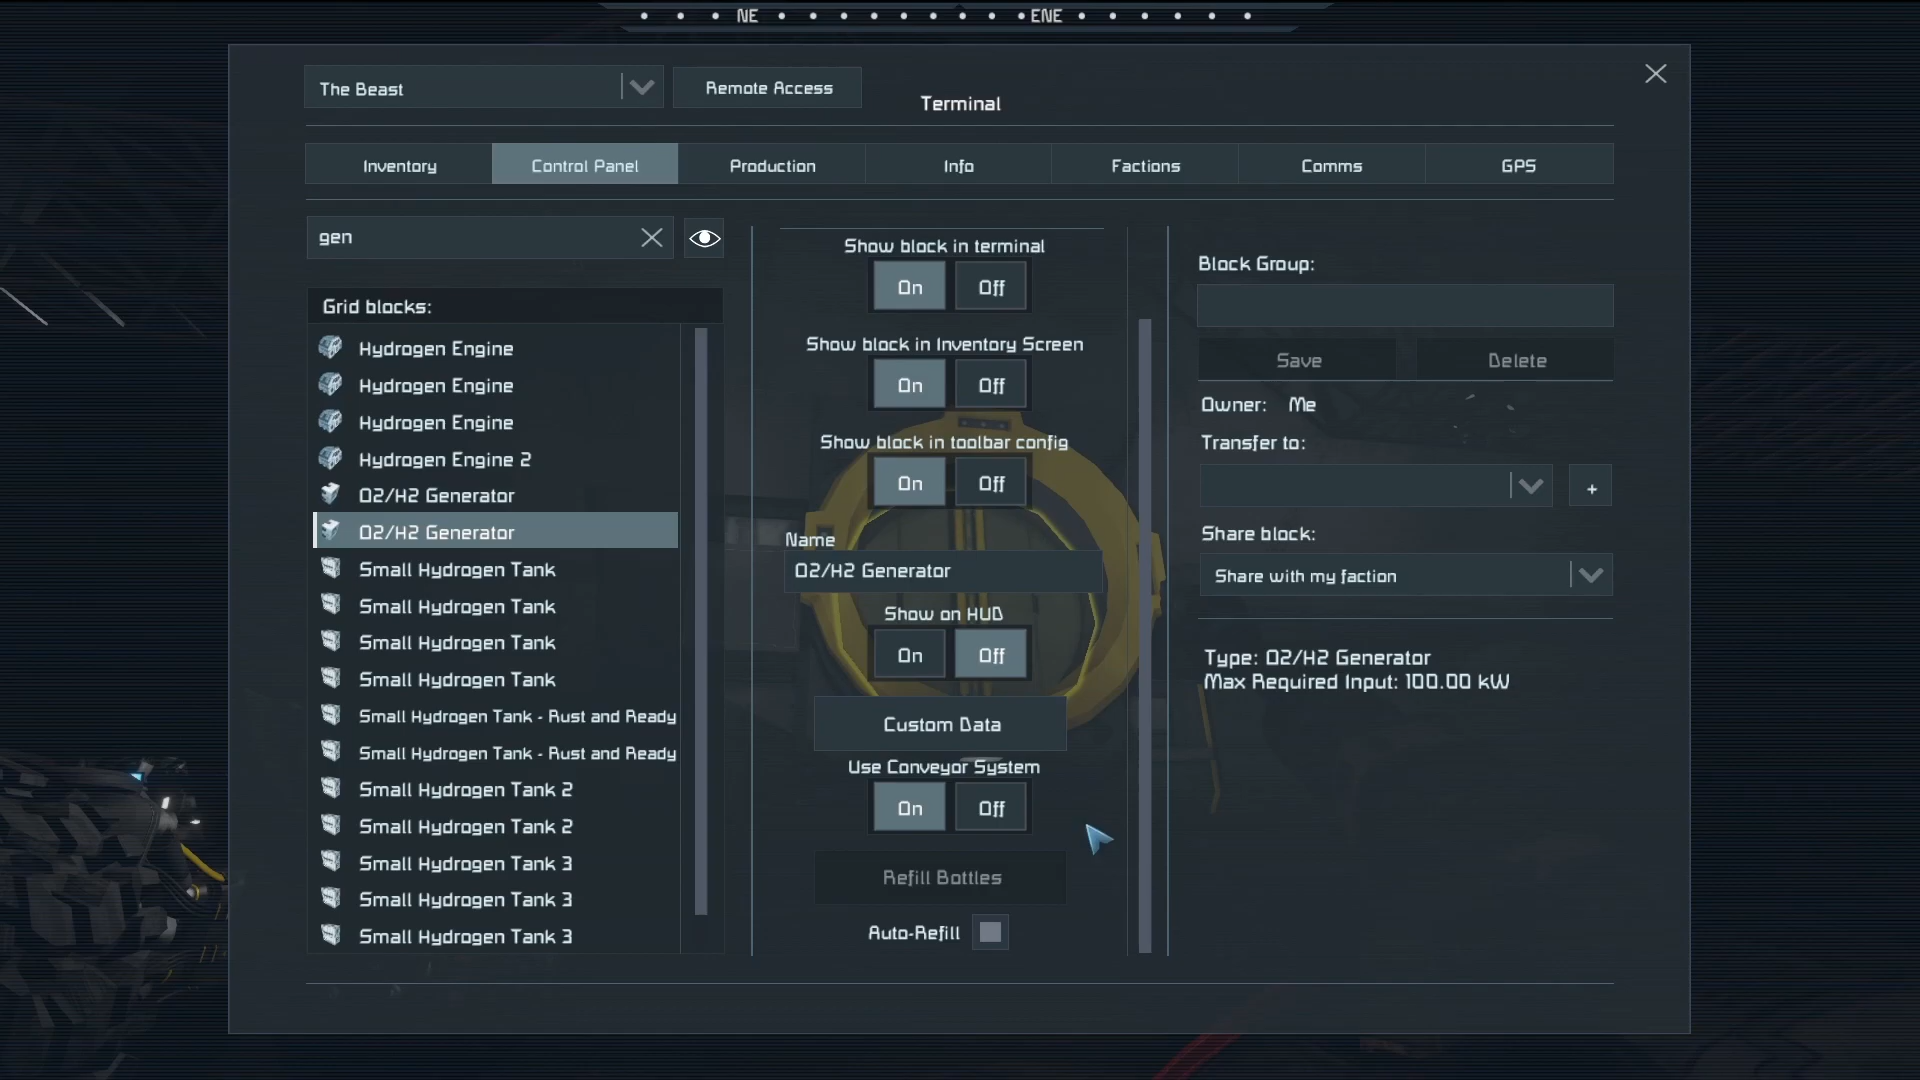 NE ENE
The Beast
Remote Access
Terminal
Inventory Control Panel Production Info Factions Comms GPS
gen
Grid blocks:
Hydrogen Engine
Hydrogen Engine
Hydrogen Engine
Hydrogen Engine 2
O2/H2 Generator
O2/H2 Generator
Small Hydrogen Tank
Small Hydrogen Tank
Small Hydrogen Tank
Small Hydrogen Tank
Small Hydrogen Tank - Rust and Ready
Small Hydrogen Tank - Rust and Ready
Small Hydrogen Tank 2
Small Hydrogen Tank 2
Small Hydrogen Tank 3
Small Hydrogen Tank 3
Small Hydrogen Tank 3
Show block in terminal
On Off
Show block in Inventory Screen
On Off
Show block in toolbar config
On Off
Name
O2/H2 Generator
Show on HUD
On Off
Custom Data
Use Conveyor System
On Off
Refill Bottles
Auto-Refill
Block Group:
Save Delete
Owner: Me
Transfer to:
+
Share block:
Share with my faction
Type: O2/H2 Generator
Max Required Input: 100.00 kW